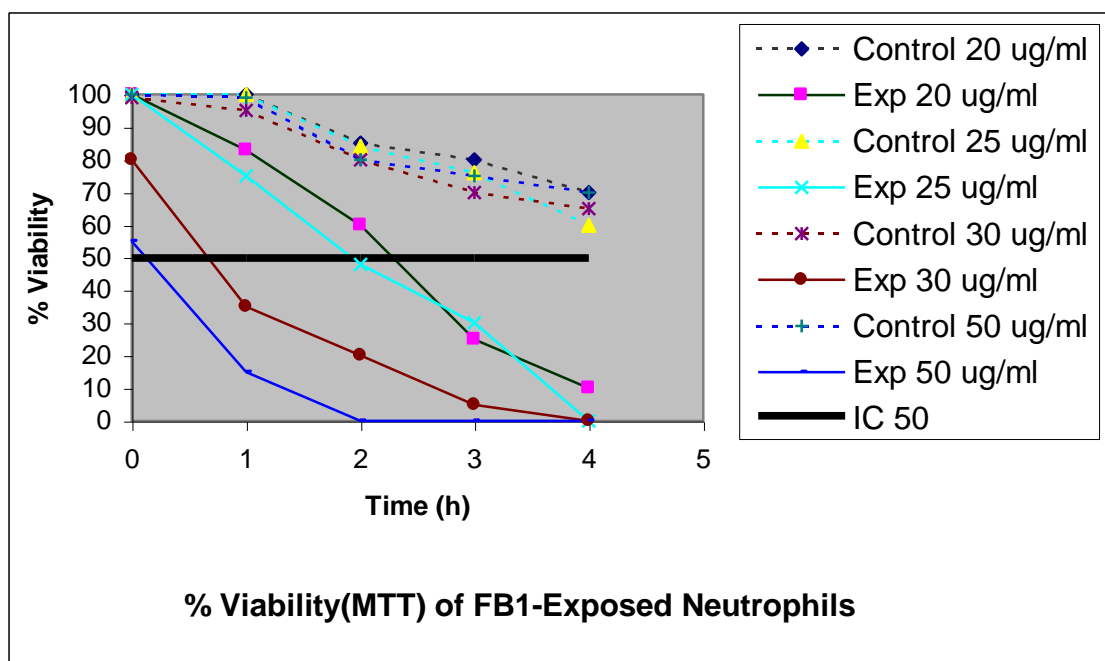 Control 20 ug/ml
Exp 20 ug/ml
Control 25 ug/ml
Exp 25 ug/ml
Control 30 ug/ml
Exp 30 ug/ml
Control 50 ug/ml
Exp 50 ug/ml
IC 50
% Viability
100
90
80
70
60
50
40
30
20
10
0
0 1 2 3 4 5
Time (h)
% Viability(MTT) of FB1-Exposed Neutrophils